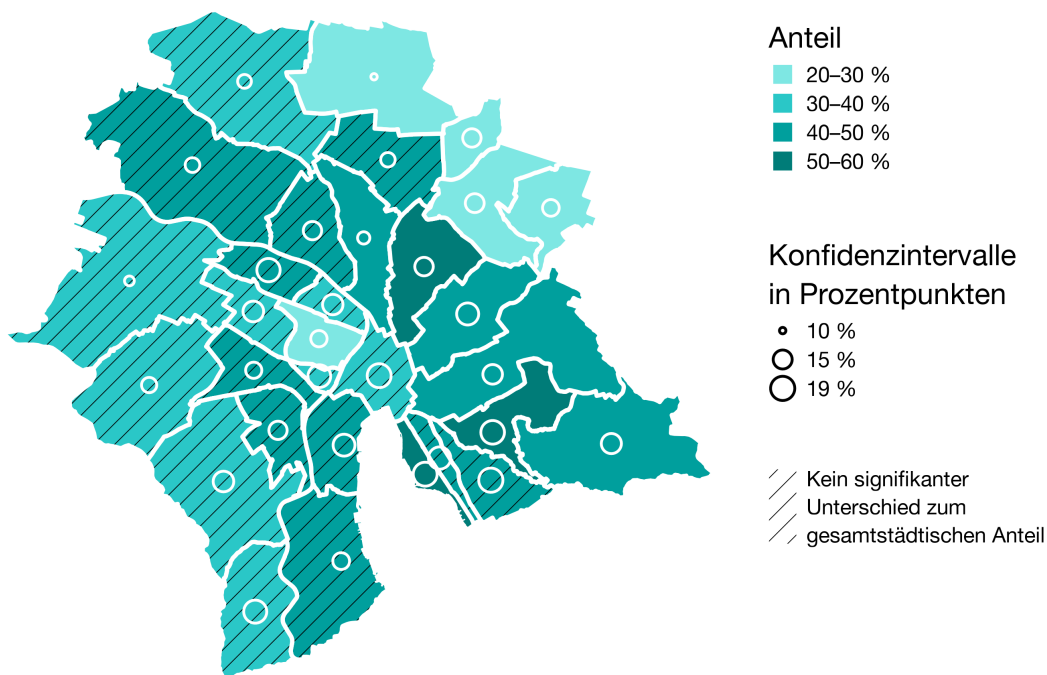 Anteil
20–30 %
30–40 %
40–50 %
50–60 %
Konfidenzintervalle
in Prozentpunkten
10 %
15 %
19 %
Kein signifikanter
Unterschied zum
gesamtstädtischen Anteil